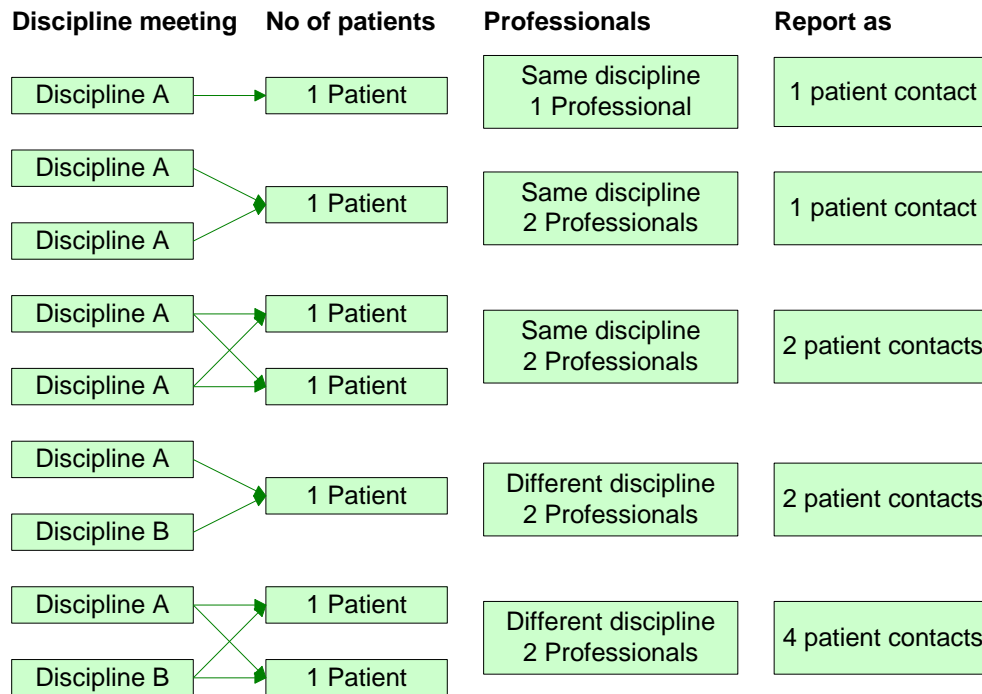 Discipline meeting No of patients Professionals Report as
Discipline A 1 Patient Same discipline
1 Professional 1 patient contact
Discipline A
Discipline A
1 Patient Same discipline
2 Professionals 1 patient contact
Discipline A 1 Patient
Discipline A 1 Patient
Same discipline
2 Professionals 2 patient contacts
Discipline A
Discipline B
1 Patient Different discipline
2 Professionals 2 patient contacts
Discipline A 1 Patient
Discipline B 1 Patient
Different discipline
2 Professionals 4 patient contacts